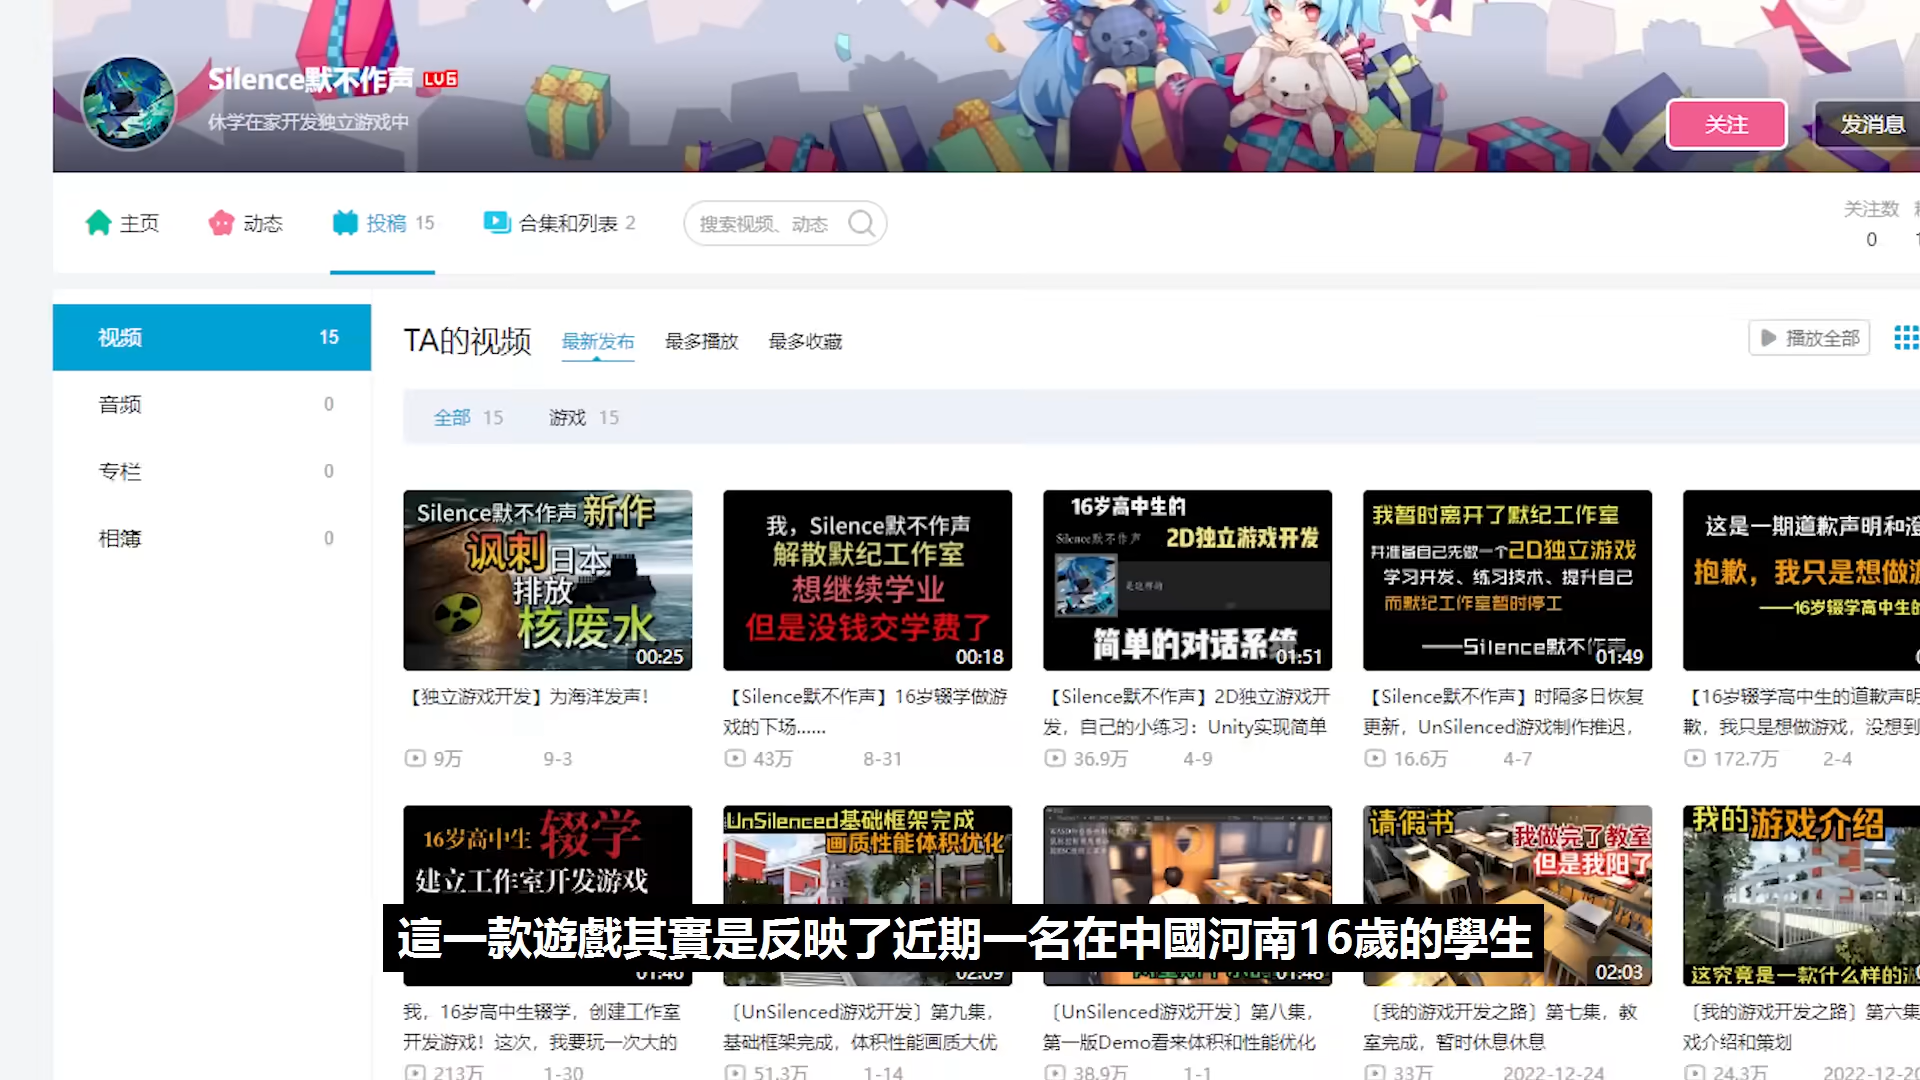 Silence默不作声 LV6
休学在家开发独立游戏中
关注
发消息
主页
动态
投稿 15
合集和列表 2
搜索视频、动态
关注数
0
视频 15
音频 0
专栏 0
相簿 0
TA的视频
最新发布
最多播放
最多收藏
播放全部
全部 15
游戏 15
Silence默不作声 新作
讽刺日本
排放
核废水
00:25
【独立游戏开发】为海洋发声！
9万 9-3
我，Silence默不作声
解散默纪工作室
想继续学业
但是没钱交学费了
00:18
【Silence默不作声】16岁辍学做游
戏的下场……
43万 8-31
16岁高中生的
Silence默不作声
2D独立游戏开发
是这样的
简单的对话系统
01:51
【Silence默不作声】2D独立游戏开
发，自己的小练习：Unity实现简单
36.9万 4-9
我暂时离开了默纪工作室
并准备自己先做一个2D独立游戏
学习开发、练习技术、提升自己
而默纪工作室暂时停工
——Silence默不作声
01:49
【Silence默不作声】时隔多日恢复
更新，UnSilenced游戏制作推迟，
16.6万 4-7
这是一期道歉声明和澄
抱歉，我只是想做游
——16岁辍学高中生的
【16岁辍学高中生的道歉声明
歉，我只是想做游戏，没想到
172.7万 2-4
16岁高中生 辍学
建立工作室开发游戏
01:46
我，16岁高中生辍学，创建工作室
开发游戏！这次，我要玩一次大的
213万 1-30
UnSilenced基础框架完成
画质性能体积优化
02:09
〔UnSilenced游戏开发〕第九集，
基础框架完成，体积性能画质大优
51.3万 1-14
01:48
〔UnSilenced游戏开发〕第八集，
第一版Demo看来体积和性能优化
38.9万 1-1
请假书
我做完了教室
但是我阳了
02:03
〔我的游戏开发之路〕第七集，教
室完成，暂时休息休息
33万 2022-12-24
我的游戏介绍
这究竟是一款什么样的游
〔我的游戏开发之路〕第六集
戏介绍和策划
24.3万 2022-12-20
這一款遊戲其實是反映了近期一名在中國河南16歲的學生